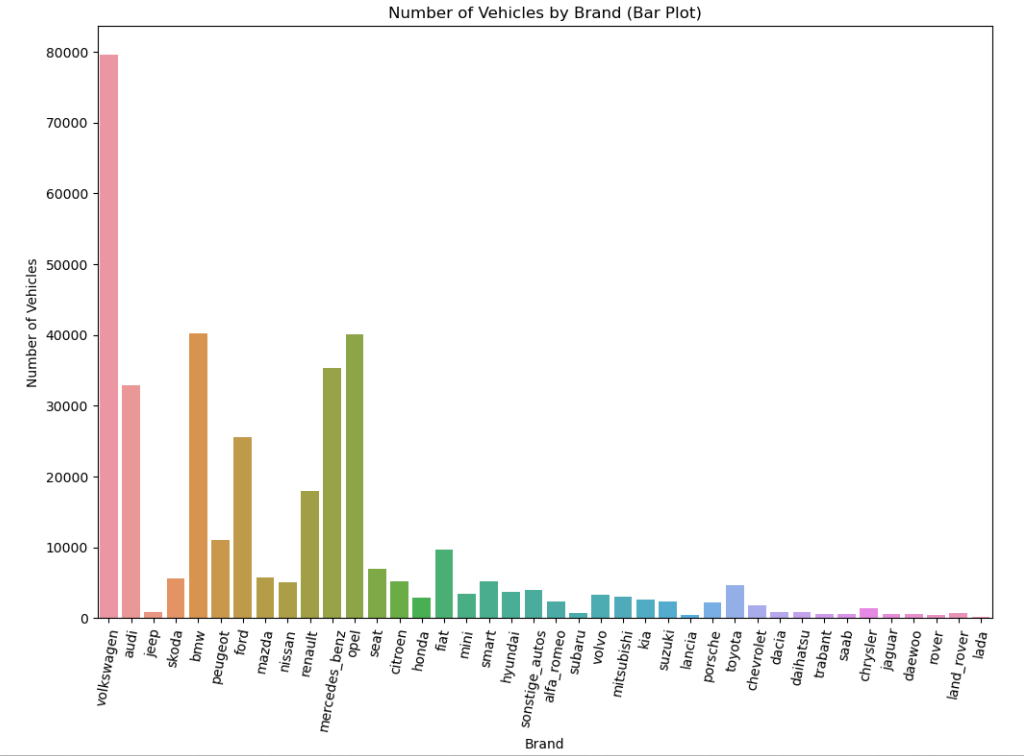 Number of Vehicles by Brand (Bar Plot)
Number of Vehicles
80000
70000
60000
50000
40000
30000
20000
10000
0
volkswagen
audi
jeep
skoda
bmw
peugeot
ford
mazda
nissan
renault
mercedes_benz
opel
seat
citroen
honda
fiat
mini
smart
hyundai
sonstige_autos
alfa_romeo
subaru
volvo
mitsubishi
kia
suzuki
lancia
porsche
toyota
chevrolet
dacia
daihatsu
trabant
saab
chrysler
jaguar
daewoo
rover
land_rover
lada
Brand